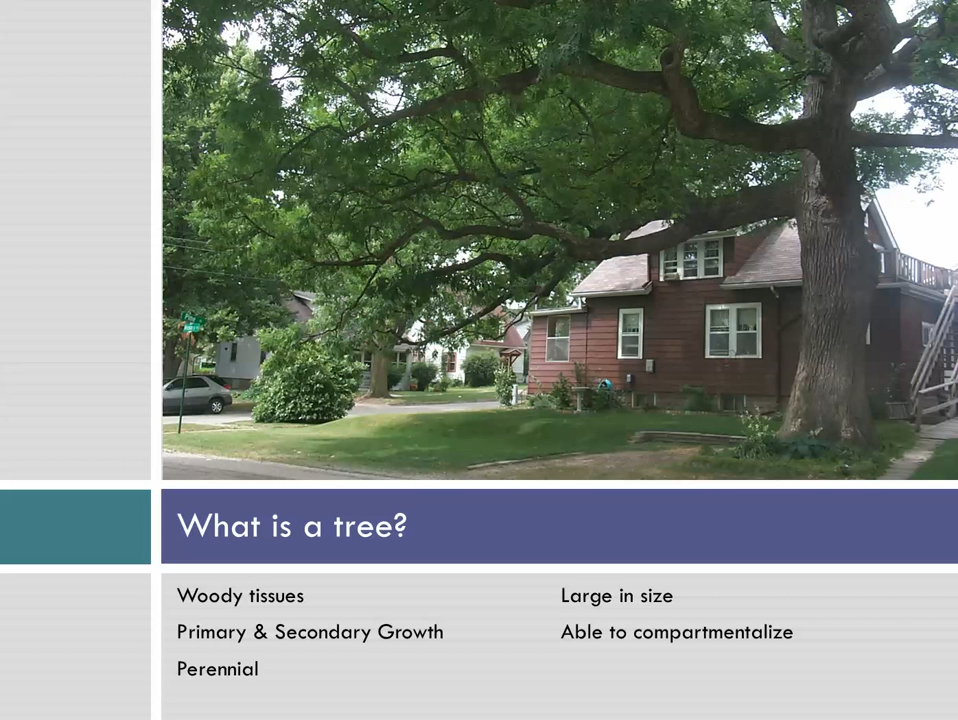 What is a tree?
Woody tissues
Primary & Secondary Growth
Perennial
Large in size
Able to compartmentalize